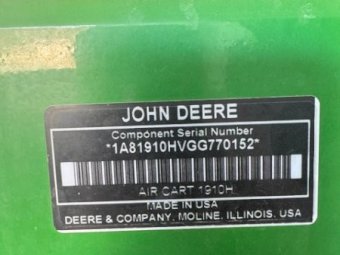 JOHN DEERE
Component Serial Number
*1A81910HVGG770152*
AIR CART 1910H
MADE IN USA
DEERE & COMPANY, MOLINE, ILLINOIS, USA